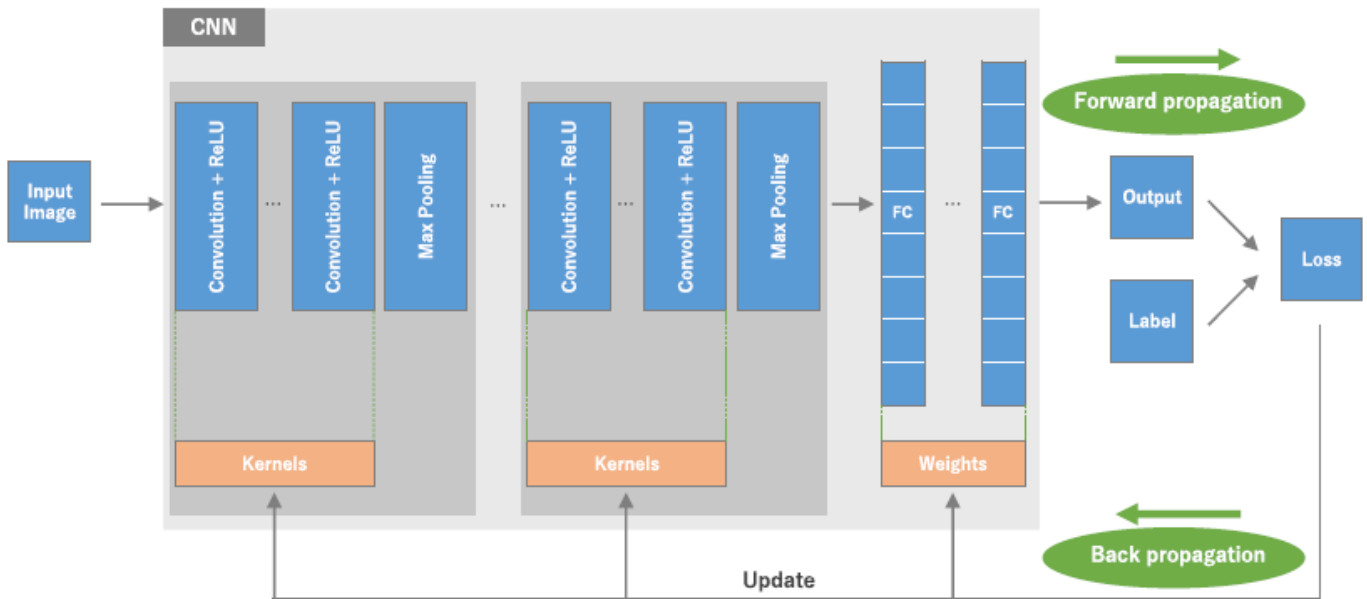 CNN
Forward propagation
Input
Image
Convolution + ReLU
...
Convolution + ReLU
Max Pooling
...
Convolution + ReLU
...
Convolution + ReLU
Max Pooling
FC
...
FC
Output
Label
Loss
Kernels
Kernels
Weights
Back propagation
Update